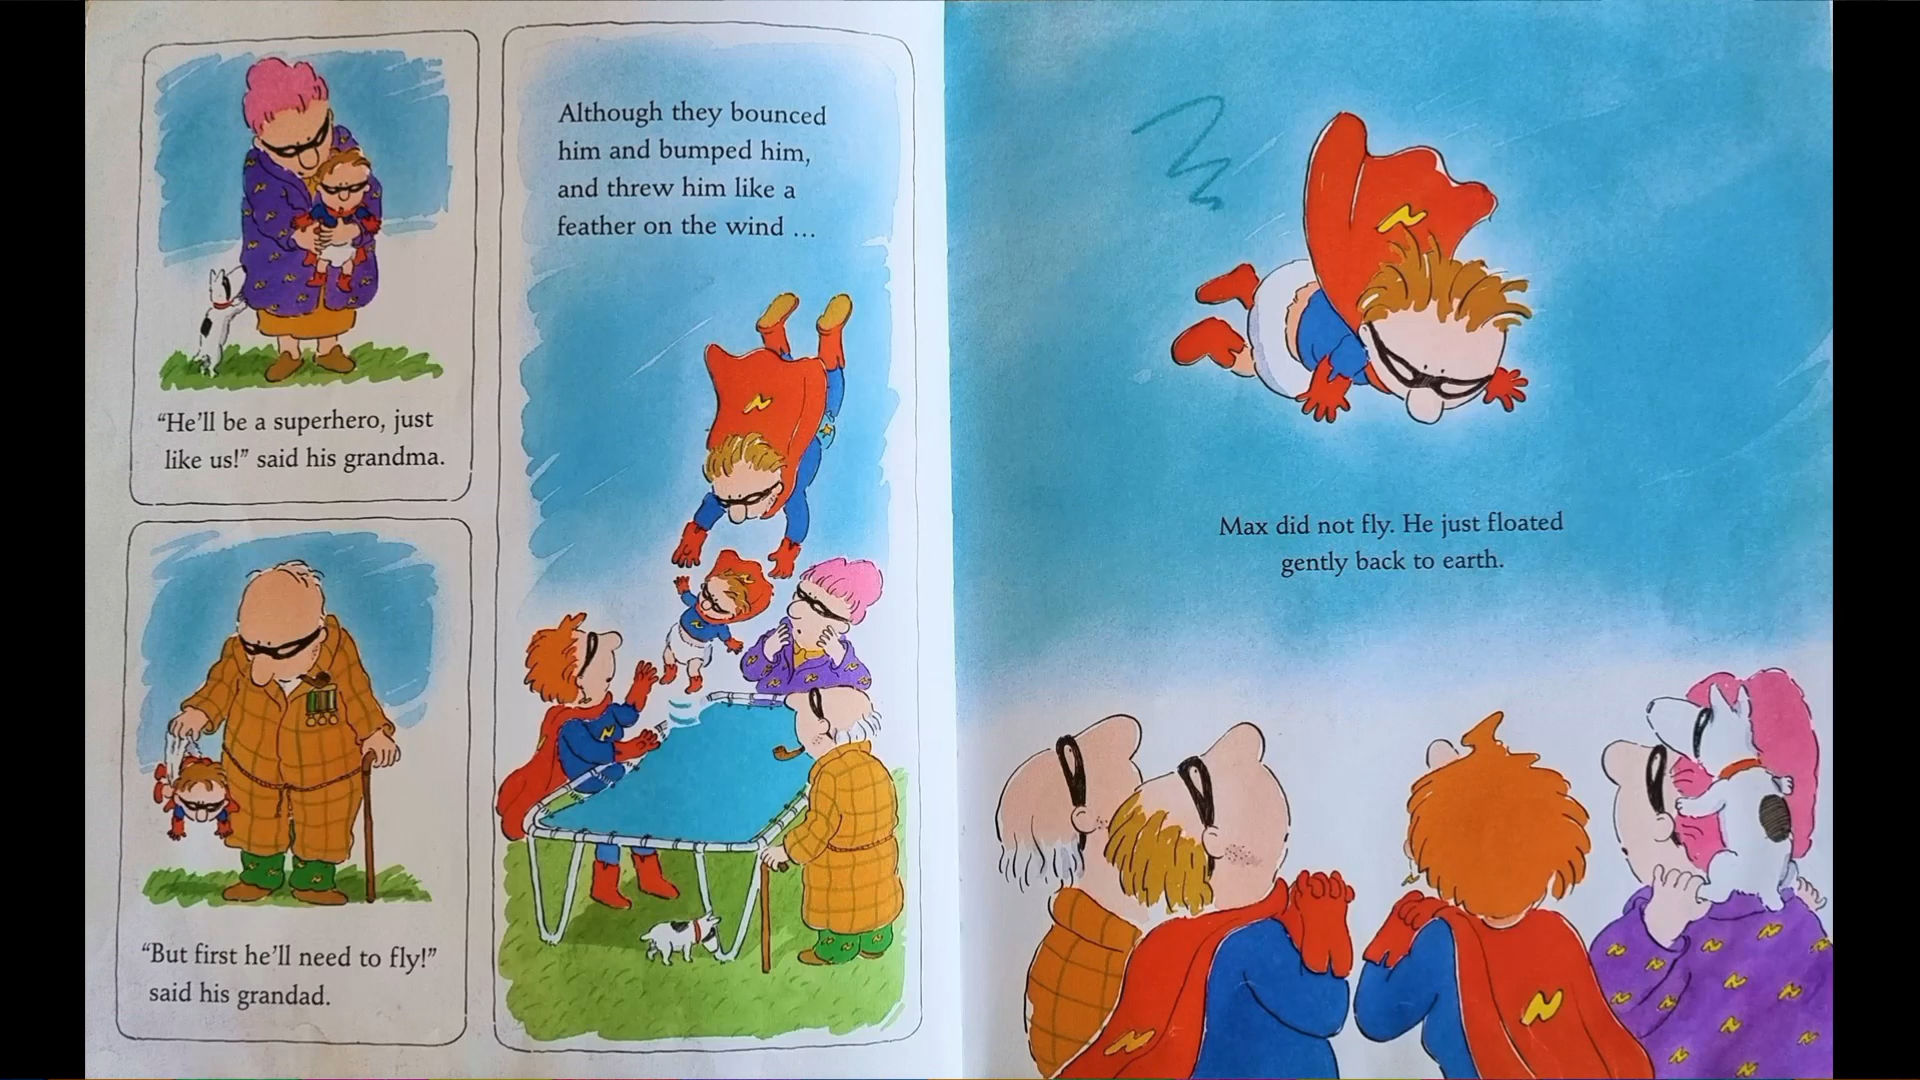 “He’ll be a superhero, just
like us!” said his grandma.
“But first he’ll need to fly!”
said his grandad.
Although they bounced
him and bumped him,
and threw him like a
feather on the wind ...
Max did not fly. He just floated
gently back to earth.